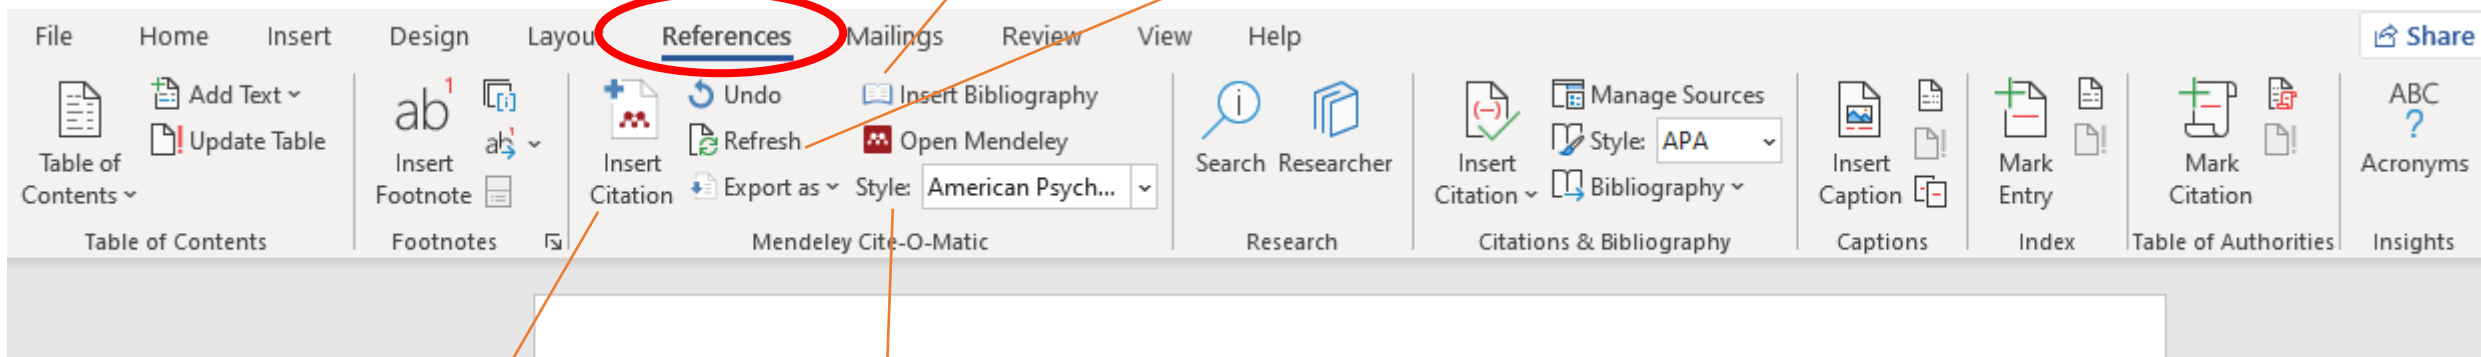 File Home Insert Design Layou References Mailings Review View Help Share
Table of
Contents
Add Text
Update Table
Table of Contents
ab1
Insert
Footnote
ab1
Footnotes
Insert
Citation
Undo
Refresh
Export as
Insert Bibliography
Open Mendeley
Style: American Psych...
Mendeley Cite-O-Matic
Search
Researcher
Research
Insert
Citation
Manage Sources
Style: APA
Bibliography
Citations & Bibliography
Insert
Caption
Captions
Mark
Entry
Index
Mark
Citation
Table of Authorities
ABC
?
Acronyms
Insights